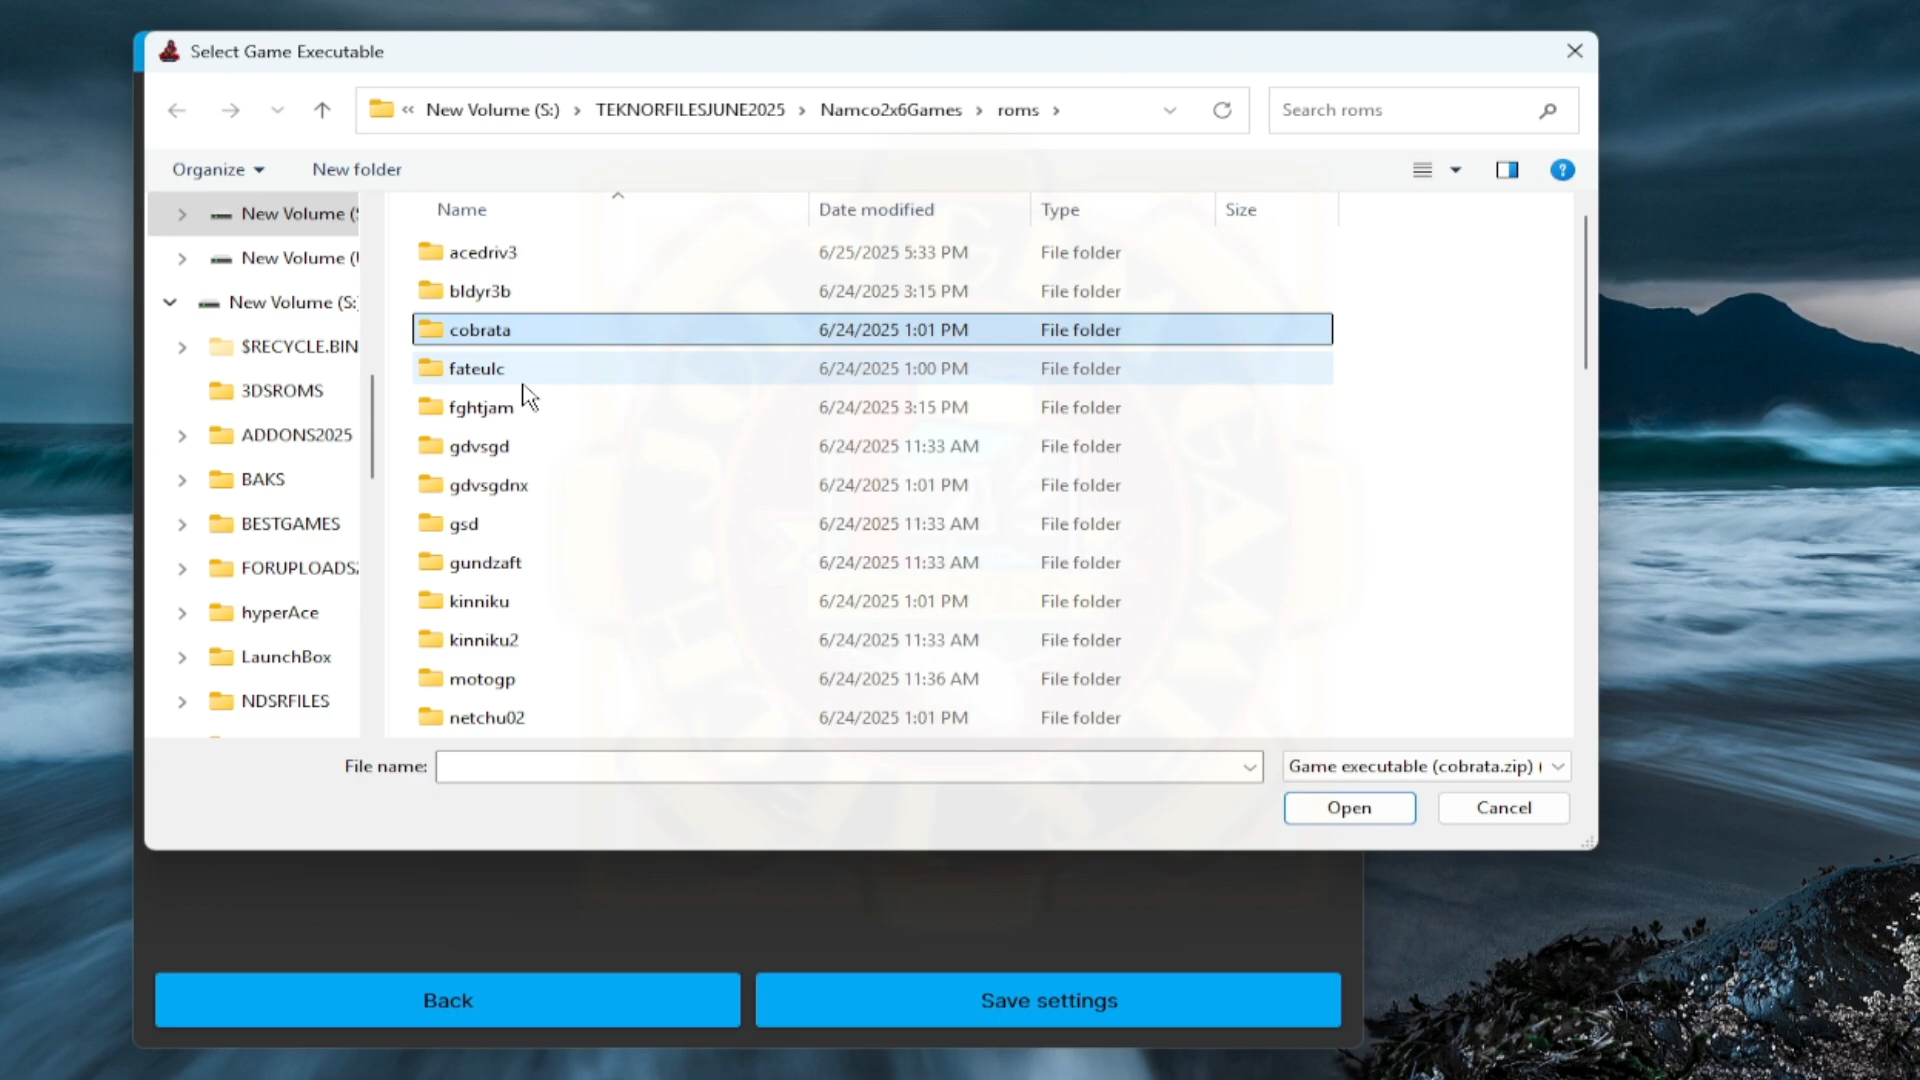 Select Game Executable
« New Volume (S:) › TEKNORFILESJUNE2025 › Namco2x6Games › roms ›
Search roms
Organize
New folder
Name Date modified Type Size
New Volume (
New Volume (
New Volume (S:
$RECYCLE.BIN
3DSROMS
ADDONS2025
BAKS
BESTGAMES
FORUPLOADS
hyperAce
LaunchBox
NDSRFILES
acedriv3 6/25/2025 5:33 PM File folder
bldyr3b 6/24/2025 3:15 PM File folder
cobrata 6/24/2025 1:01 PM File folder
fateulc 6/24/2025 1:00 PM File folder
fghtjam 6/24/2025 3:15 PM File folder
gdvsgd 6/24/2025 11:33 AM File folder
gdvsgdnx 6/24/2025 1:01 PM File folder
gsd 6/24/2025 11:33 AM File folder
gundzaft 6/24/2025 11:33 AM File folder
kinniku 6/24/2025 1:01 PM File folder
kinniku2 6/24/2025 11:33 AM File folder
motogp 6/24/2025 11:36 AM File folder
netchu02 6/24/2025 1:01 PM File folder
File name:
Game executable (cobrata.zip) (
Open
Cancel
Back
Save settings